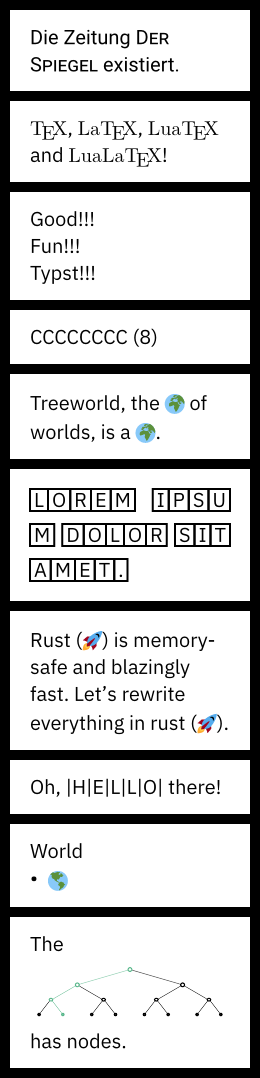 Die Zeitung DER
SPIEGEL existiert.
TEX, LaTEX, LuaTEX
and LuaLaTEX!
Good!!!
Fun!!!
Typst!!!
CCCCCCCC (8)
Treeworld, the 🌍 of
worlds, is a 🌍.
LOREM IPSU
M DOLOR SIT
AMET.
Rust (🚀) is memory-
safe and blazingly
fast. Let’s rewrite
everything in rust (🚀).
Oh, |H|E|L|L|O| there!
World
• 🌎
The
has nodes.